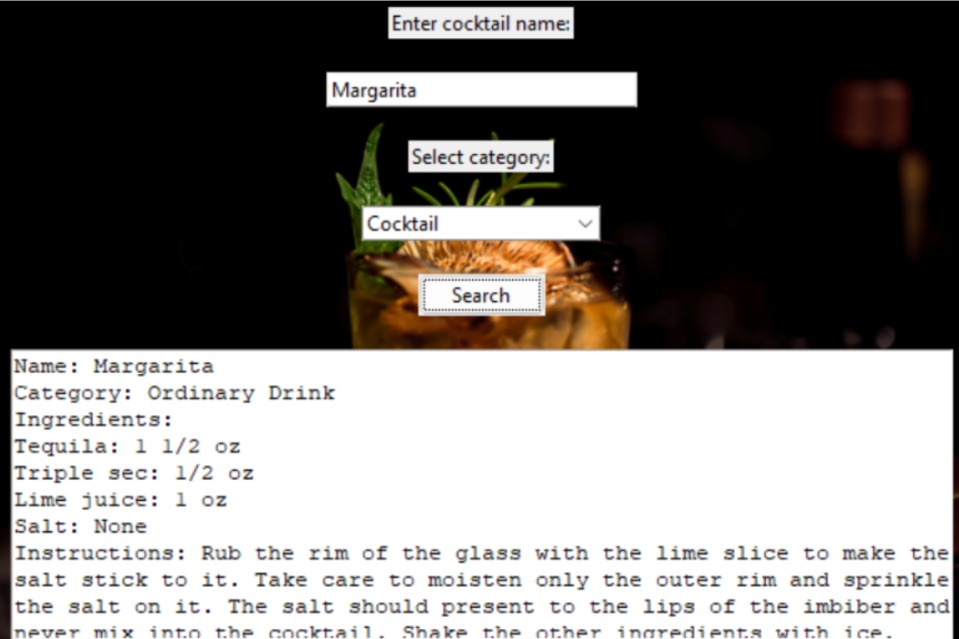 Enter cocktail name:
Margarita
Select category:
Cocktail
Search
Name: Margarita
Category: Ordinary Drink
Ingredients:
Tequila: 1 1/2 oz
Triple sec: 1/2 oz
Lime juice: 1 oz
Salt: None
Instructions: Rub the rim of the glass with the lime slice to make the
salt stick to it. Take care to moisten only the outer rim and sprinkle
the salt on it. The salt should present to the lips of the imbiber and
never mix into the cocktail. Shake the other ingredients with ice,